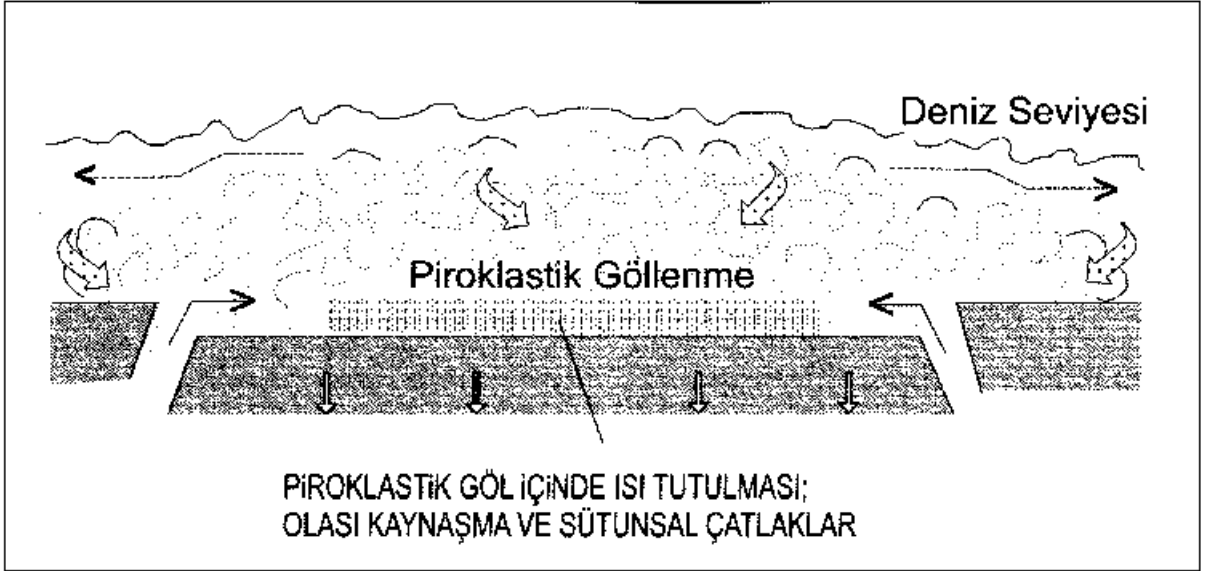 Deniz Seviyesi
Piroklastik Göllenme
PİROKLASTİK GÖL İÇİNDE ISI TUTULMASI;
OLASI KAYNAŞMA VE SÜTUNSAL ÇATLAKLAR